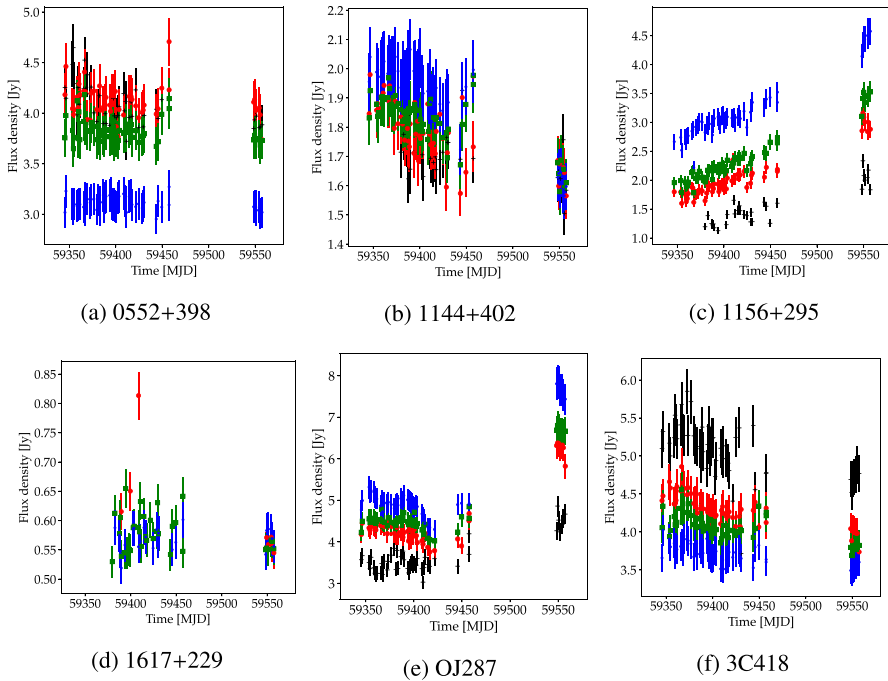 Flux density [Jy]
5.0
4.5
4.0
3.5
3.0
59350 59400 59450 59500 59550
Time [MJD]
(a) 0552+398
Flux density [Jy]
2.2
2.1
2.0
1.9
1.8
1.7
1.6
1.5
1.4
59350 59400 59450 59500 59550
Time [MJD]
(b) 1144+402
Flux density [Jy]
4.5
4.0
3.5
3.0
2.5
2.0
1.5
1.0
59350 59400 59450 59500 59550
Time [MJD]
(c) 1156+295
Flux density [Jy]
0.85
0.80
0.75
0.70
0.65
0.60
0.55
0.50
59350 59400 59450 59500 59550
Time [MJD]
(d) 1617+229
Flux density [Jy]
8
7
6
5
4
3
59350 59400 59450 59500 59550
Time [MJD]
(e) OJ287
Flux density [Jy]
6.0
5.5
5.0
4.5
4.0
3.5
59350 59400 59450 59500 59550
Time [MJD]
(f) 3C418